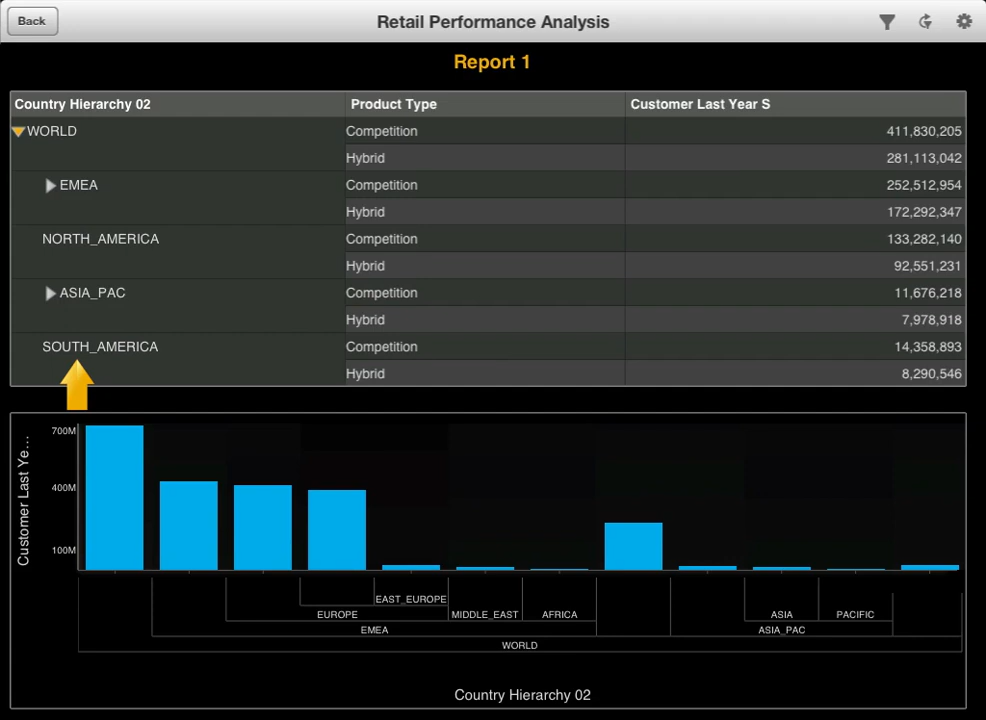 Back
Retail Performance Analysis
Report 1
Country Hierarchy 02 Product Type Customer Last Year S
WORLD Competition 411,830,205
Hybrid 281,113,042
EMEA Competition 252,512,954
Hybrid 172,292,347
NORTH_AMERICA Competition 133,282,140
Hybrid 92,551,231
ASIA_PAC Competition 11,676,218
Hybrid 7,978,918
SOUTH_AMERICA Competition 14,358,893
Hybrid 8,290,546
Customer Last Ye...
700M
400M
100M
EAST_EUROPE
EUROPE MIDDLE_EAST AFRICA ASIA PACIFIC
EMEA ASIA_PAC
WORLD
Country Hierarchy 02